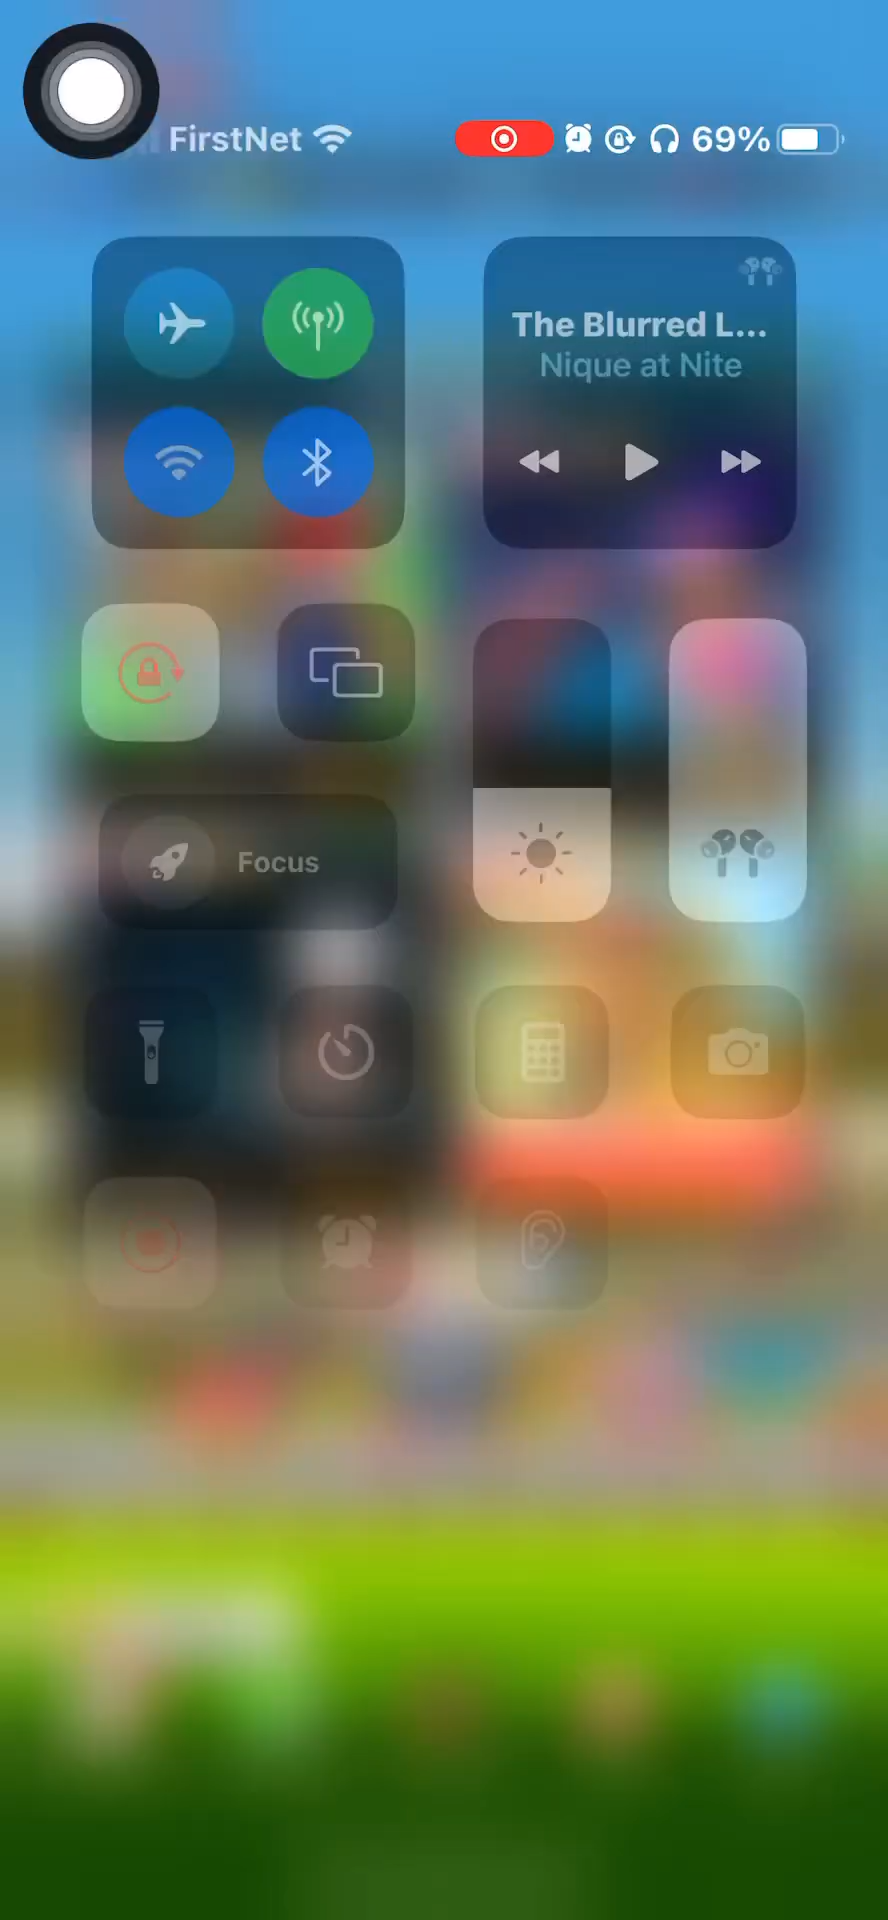 FirstNet
69%
The Blurred L...
Nique at Nite
Focus